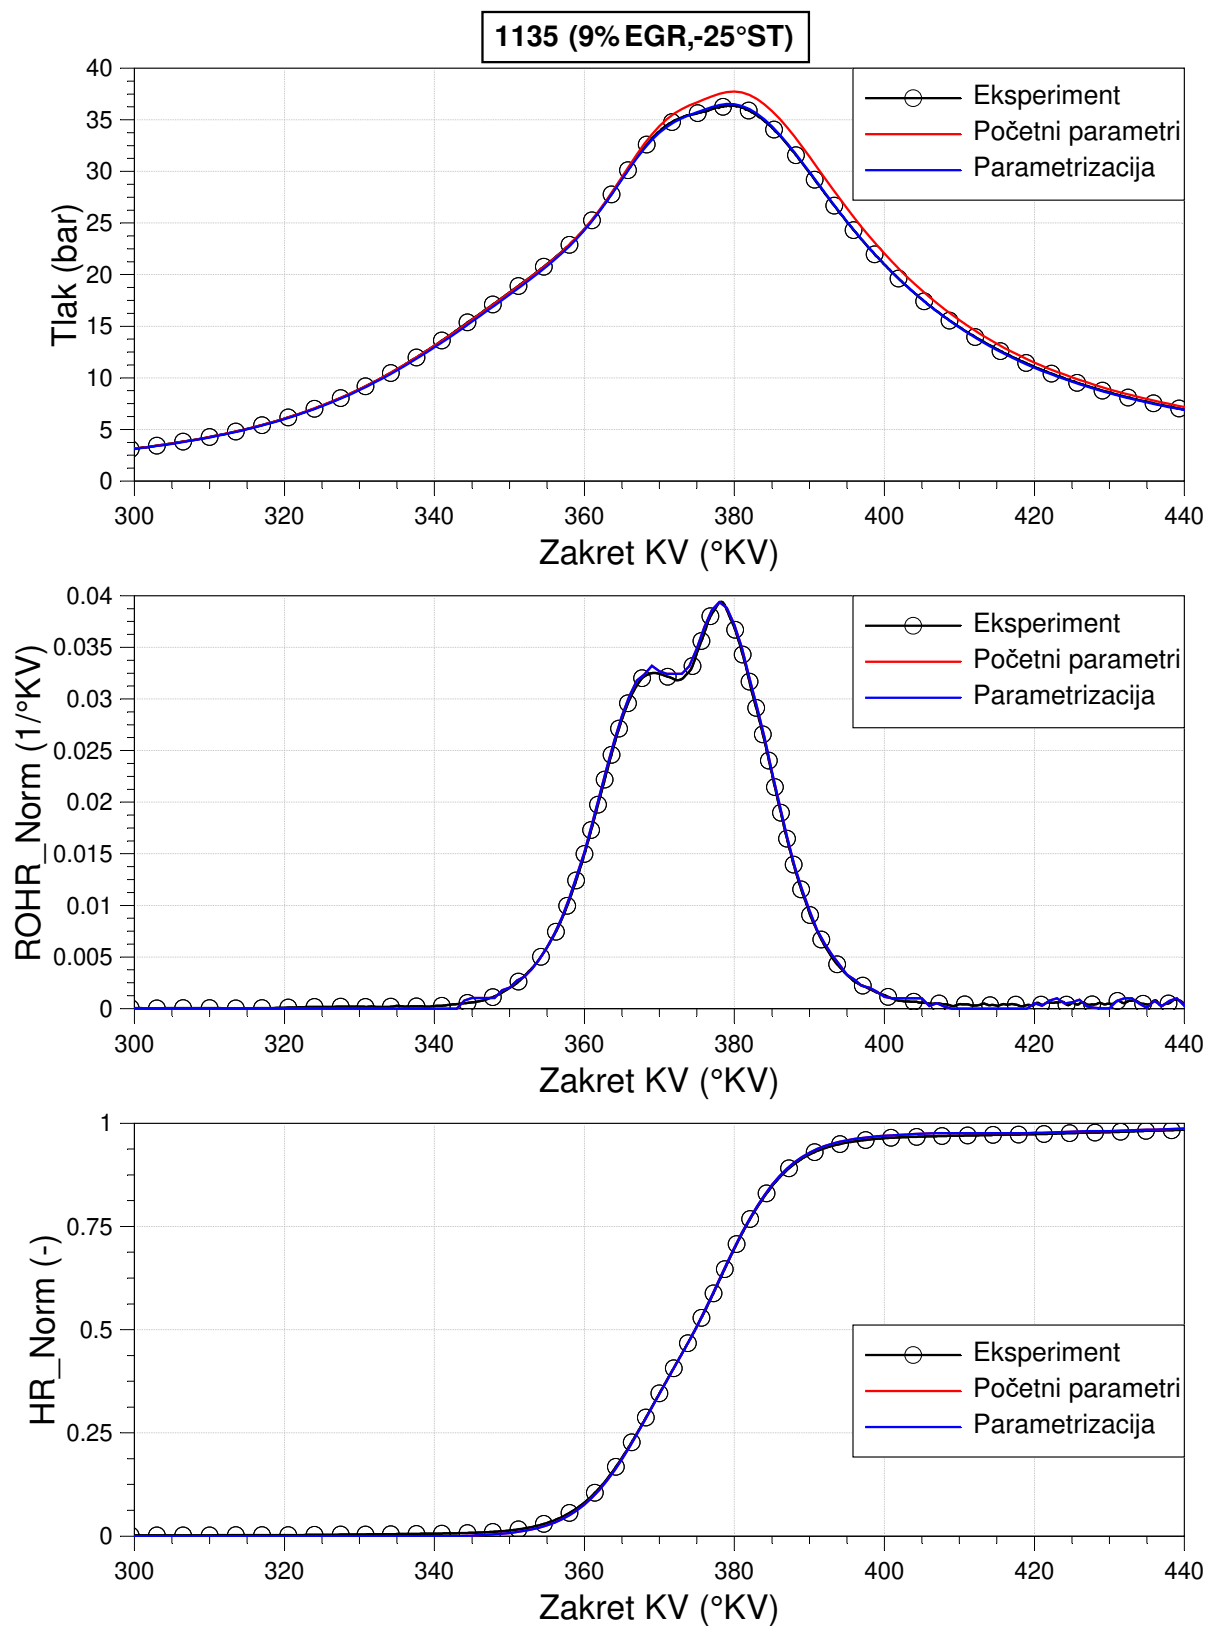 1135 (9% EGR,-25°ST)
40
35
30
25
20
15
10
5
0
Tlak (bar)
Eksperiment
Početni parametri
Parametrizacija
300 320 340 360 380 400 420 440
Zakret KV (°KV)
0.04
0.035
0.03
0.025
0.02
0.015
0.01
0.005
0
ROHR_Norm (1/°KV)
Eksperiment
Početni parametri
Parametrizacija
300 320 340 360 380 400 420 440
Zakret KV (°KV)
1
0.75
0.5
0.25
0
HR_Norm (-)
Eksperiment
Početni parametri
Parametrizacija
300 320 340 360 380 400 420 440
Zakret KV (°KV)